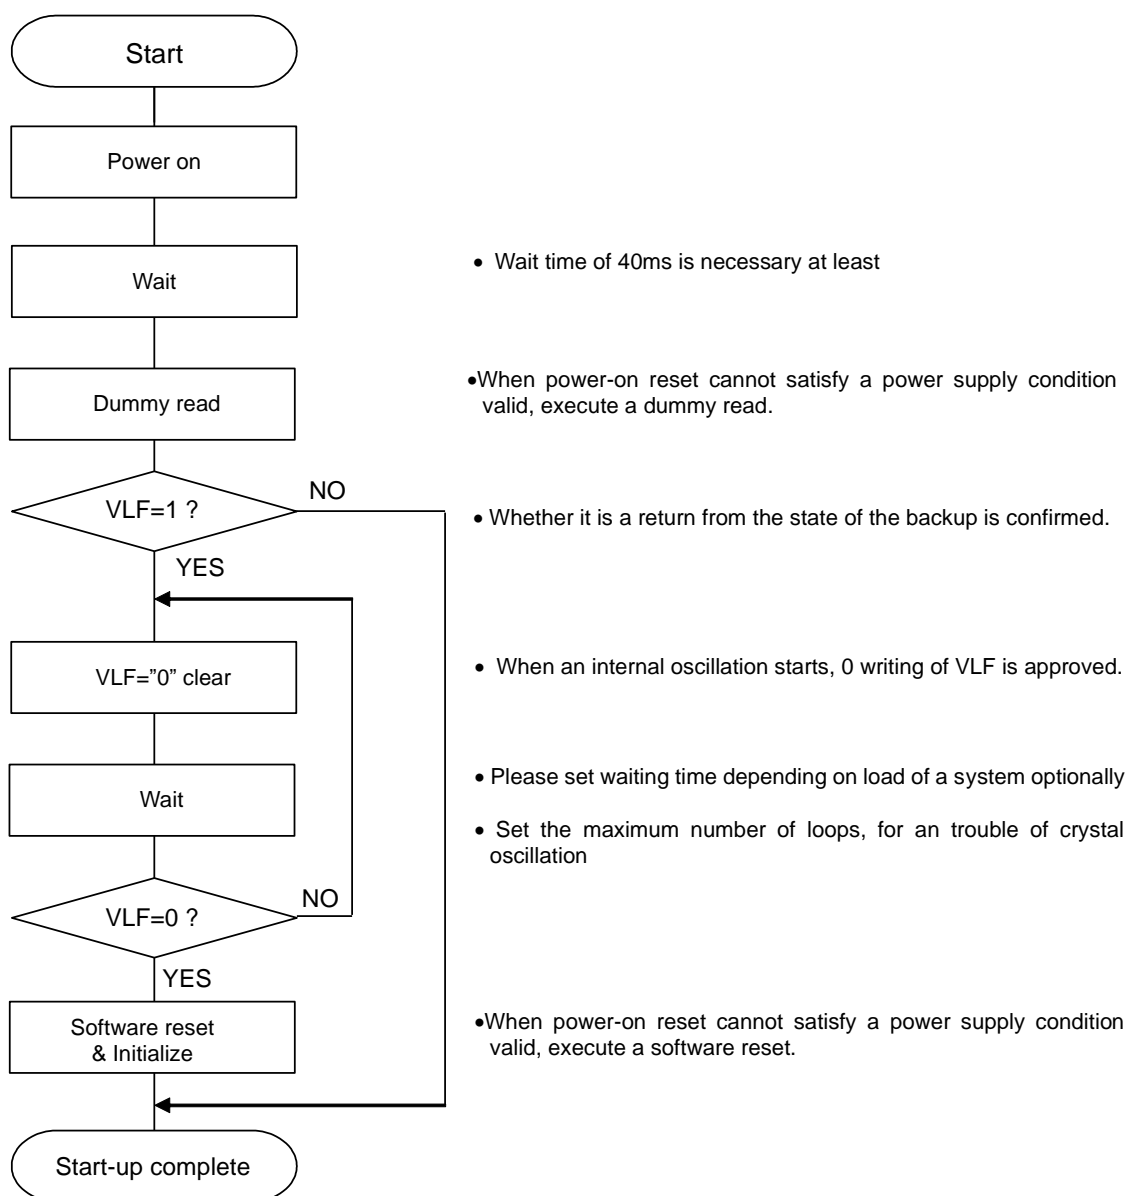 Start
Power on
Wait
• Wait time of 40ms is necessary at least
Dummy read
•When power-on reset cannot satisfy a power supply condition
valid, execute a dummy read.
VLF=1 ?
NO
• Whether it is a return from the state of the backup is confirmed.
YES
VLF=”0” clear
• When an internal oscillation starts, 0 writing of VLF is approved.
Wait
• Please set waiting time depending on load of a system optionally
• Set the maximum number of loops, for an trouble of crystal
oscillation
VLF=0 ?
NO
YES
Software reset
& Initialize
•When power-on reset cannot satisfy a power supply condition
valid, execute a software reset.
Start-up complete